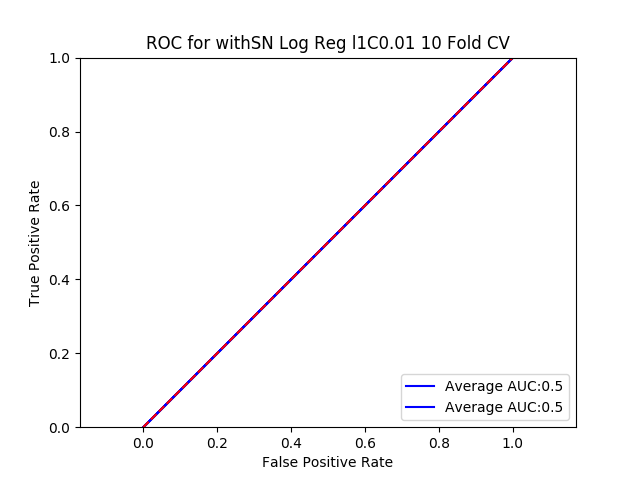 ROC for withSN Log Reg l1C0.01 10 Fold CV
True Positive Rate
1.0
0.8
0.6
0.4
0.2
0.0
Average AUC:0.5
Average AUC:0.5
0.0 0.2 0.4 0.6 0.8 1.0
False Positive Rate